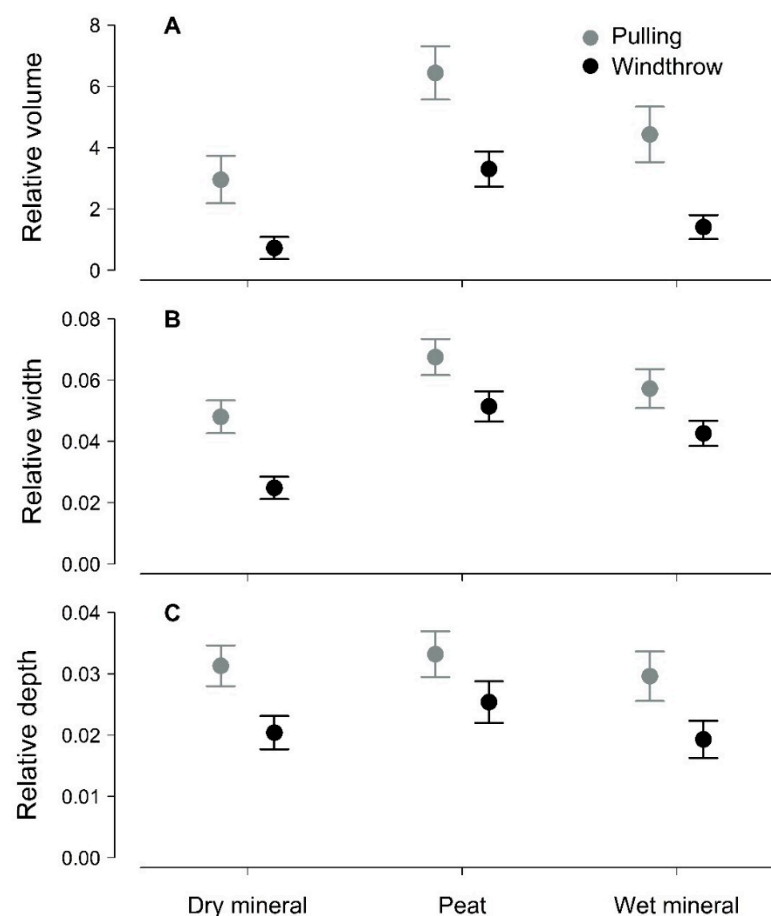 A
Pulling
Windthrow
Relative volume
8
6
4
2
0
B
Relative width
0.08
0.06
0.04
0.02
0.00
C
Relative depth
0.04
0.03
0.02
0.01
0.00
Dry mineral Peat Wet mineral